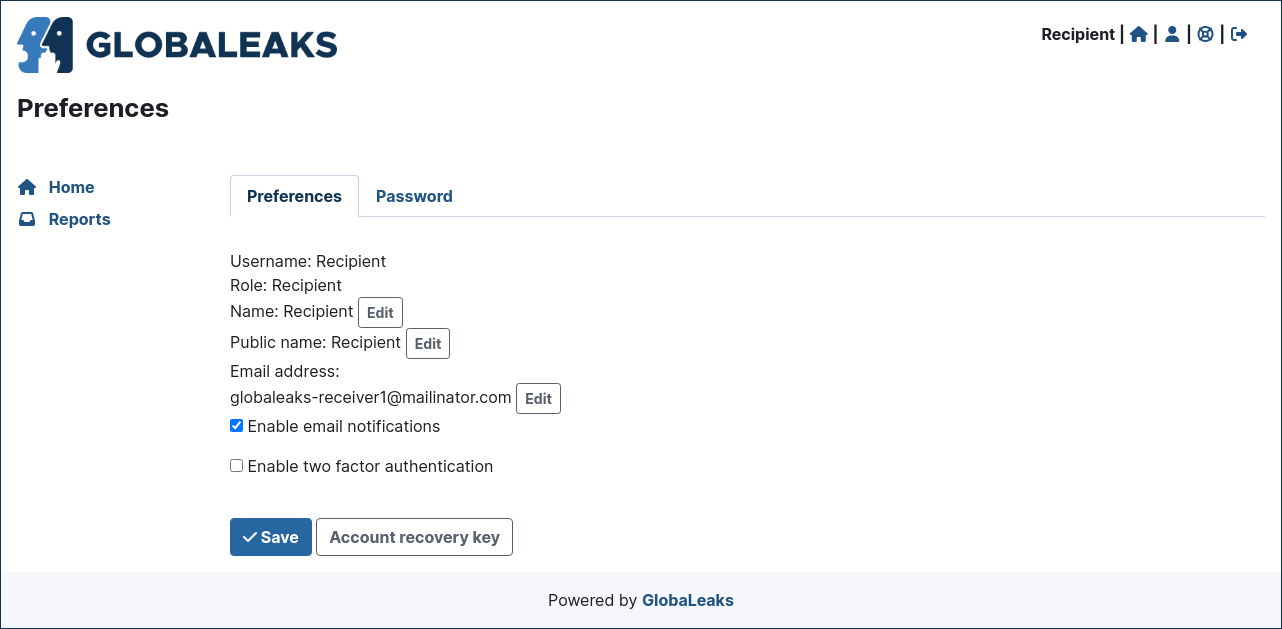 GLOBALEAKS
Recipient | | | |
Preferences
Home
Reports
Preferences Password
Username: Recipient
Role: Recipient
Name: Recipient Edit
Public name: Recipient Edit
Email address:
globaleaks-receiver1@mailinator.com Edit
Enable email notifications
Enable two factor authentication
Save Account recovery key
Powered by GlobaLeaks